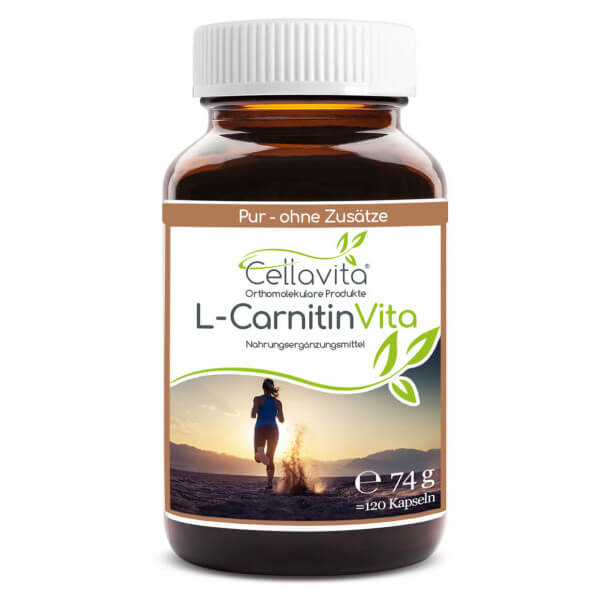 Pur - ohne Zusätze
Cellavita®
Orthomolekulare Produkte
L-CarnitinVita
Nahrungsergänzungsmittel
℮ 74 g
=120 Kapseln